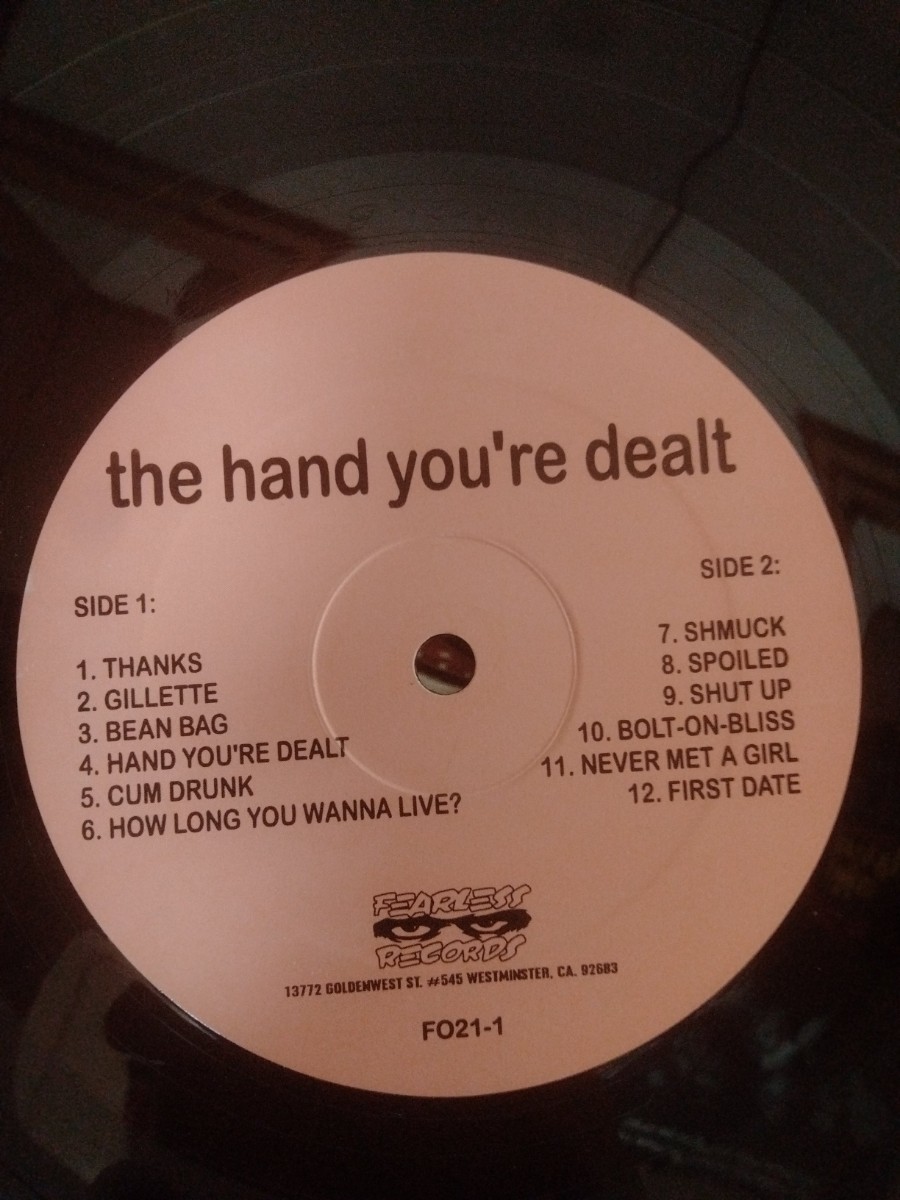 the hand you're dealt
SIDE 1:
1. THANKS
2. GILLETTE
3. BEAN BAG
4. HAND YOU'RE DEALT
5. CUM DRUNK
6. HOW LONG YOU WANNA LIVE?
SIDE 2:
7. SHMUCK
8. SPOILED
9. SHUT UP
10. BOLT-ON-BLISS
11. NEVER MET A GIRL
12. FIRST DATE
FEARLESS
RECORDS
13772 GOLDENWEST ST. #545 WESTMINSTER, CA. 92683
FO21-1